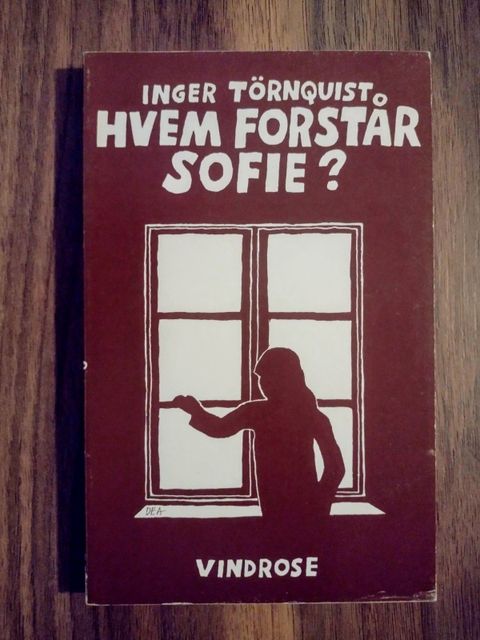 INGER TÖRNQUIST
HVEM FORSTÅR
SOFIE?
DEA
VINDROSE